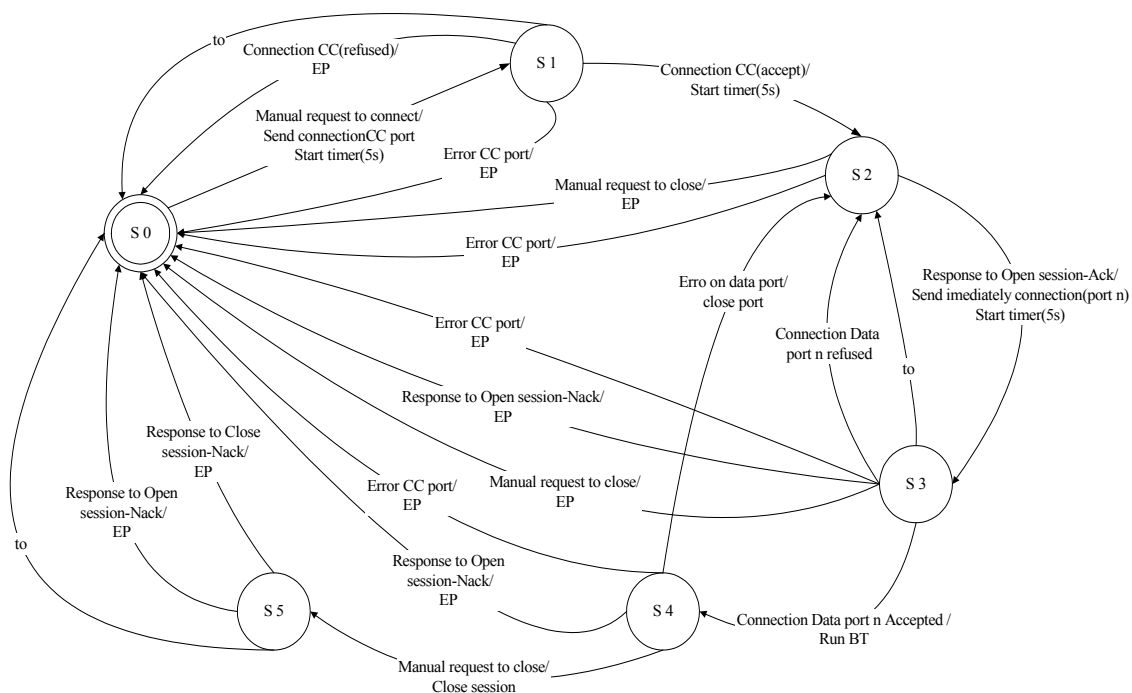 to
Connection CC(refused)/
EP
S 1
Connection CC(accept)/
Start timer(5s)
Manual request to connect/
Send connectionCC port
Start timer(5s)
Error CC port/
EP
S 2
Manual request to close/
EP
S 0
Error CC port/
EP
Erro on data port/
close port
Response to Open session-Ack/
Send imediately connection(port n)
Start timer(5s)
Error CC port/
EP
Connection Data
port n refused
to
Response to Open session-Nack/
EP
Response to Close
session-Nack/
EP
Error CC port/
EP
Manual request to close/
EP
S 3
Response to Open
session-Nack/
EP
to
Response to Open
session-Nack/
EP
S 5
S 4
Connection Data port n Accepted /
Run BT
Manual request to close/
Close session